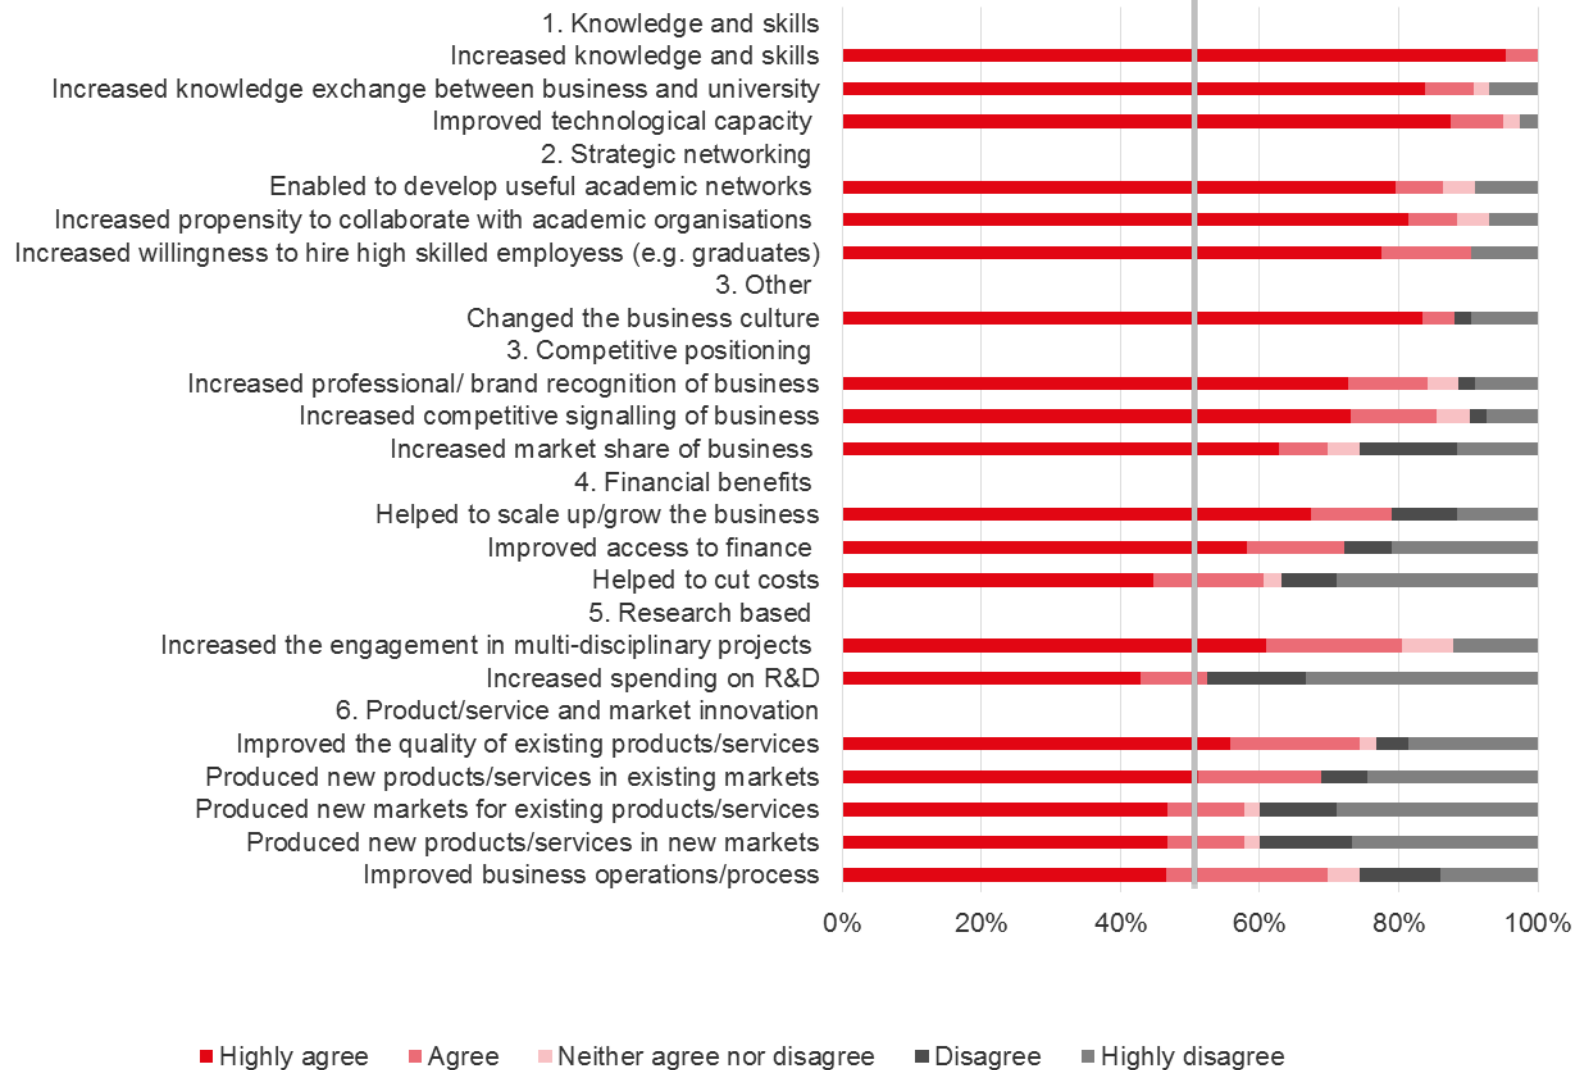 1. Knowledge and skills
Increased knowledge and skills
Increased knowledge exchange between business and university
Improved technological capacity
2. Strategic networking
Enabled to develop useful academic networks
Increased propensity to collaborate with academic organisations
Increased willingness to hire high skilled employess (e.g. graduates)
3. Other
Changed the business culture
3. Competitive positioning
Increased professional/ brand recognition of business
Increased competitive signalling of business
Increased market share of business
4. Financial benefits
Helped to scale up/grow the business
Improved access to finance
Helped to cut costs
5. Research based
Increased the engagement in multi-disciplinary projects
Increased spending on R&D
6. Product/service and market innovation
Improved the quality of existing products/services
Produced new products/services in existing markets
Produced new markets for existing products/services
Produced new products/services in new markets
Improved business operations/process
0% 20% 40% 60% 80% 100%
Highly agree Agree Neither agree nor disagree Disagree Highly disagree